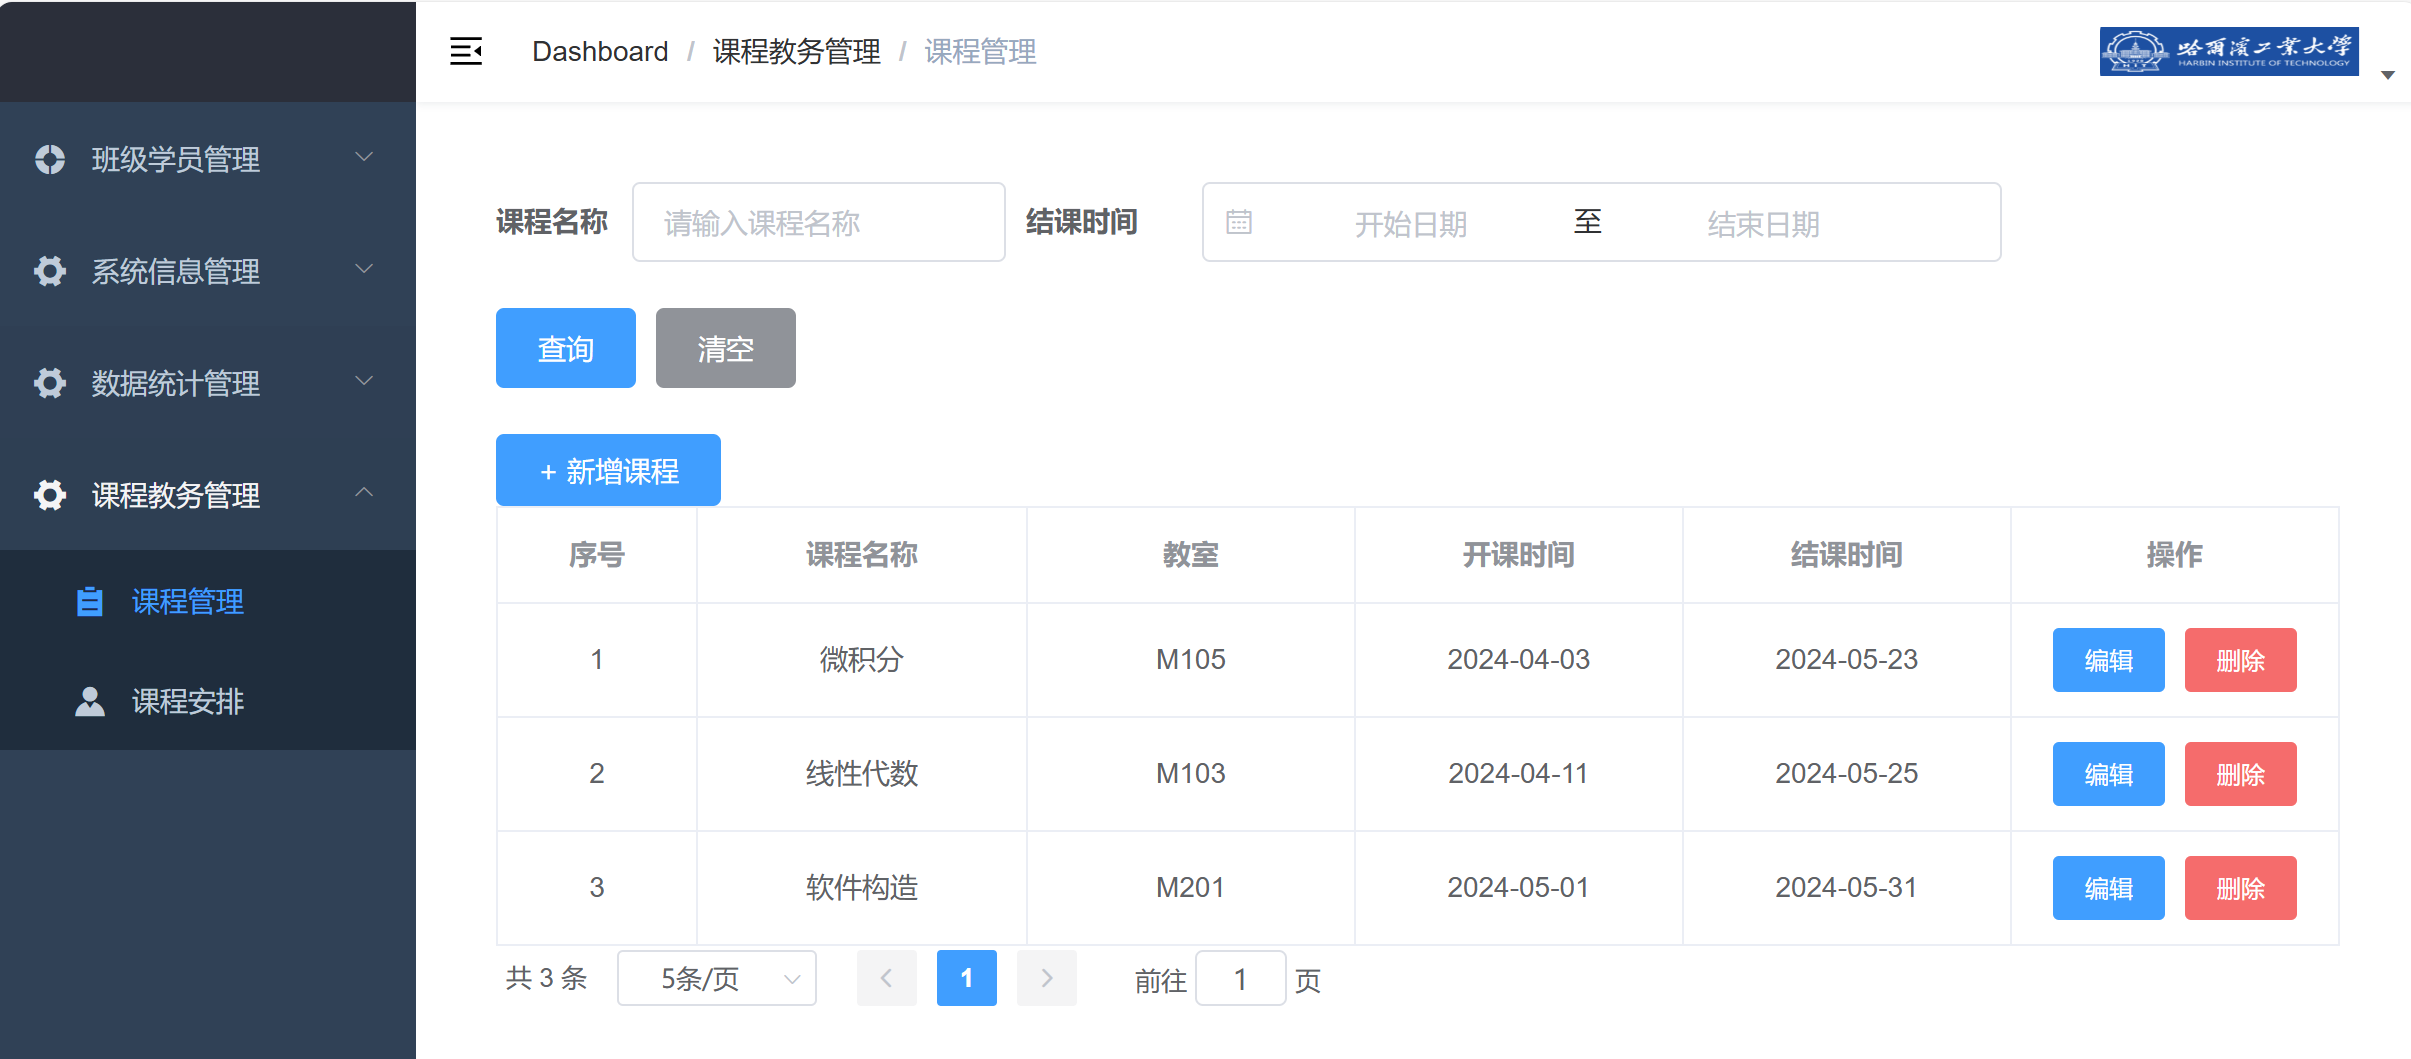 Dashboard / 课程教务管理 / 课程管理
哈爾濱工業大學
HARBIN INSTITUTE OF TECHNOLOGY
班级学员管理
系统信息管理
数据统计管理
课程教务管理
课程管理
课程安排
课程名称 请输入课程名称 结课时间 开始日期 至 结束日期
查询 清空
+ 新增课程
序号 课程名称 教室 开课时间 结课时间 操作
1 微积分 M105 2024-04-03 2024-05-23 编辑 删除
2 线性代数 M103 2024-04-11 2024-05-25 编辑 删除
3 软件构造 M201 2024-05-01 2024-05-31 编辑 删除
共 3 条 5条/页 1 前往 1 页